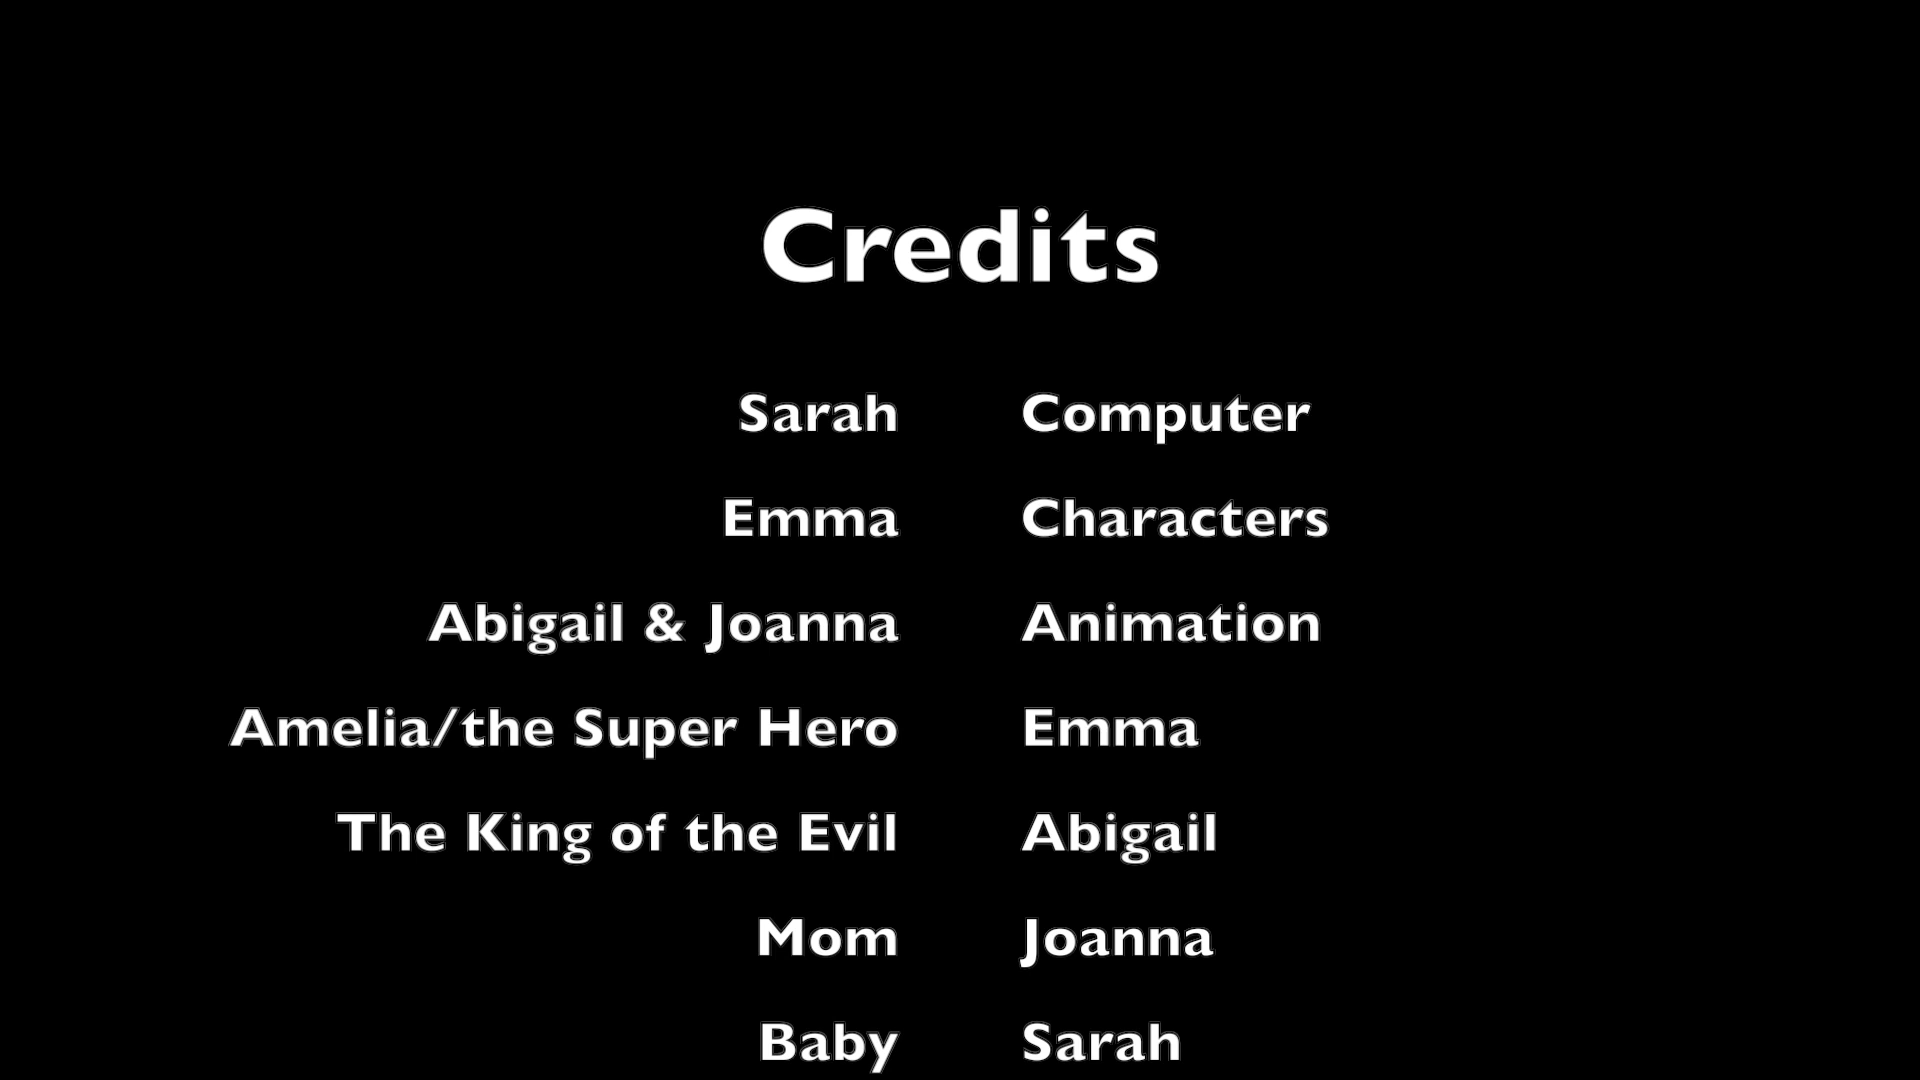 Credits
Sarah Computer
Emma Characters
Abigail & Joanna Animation
Amelia/the Super Hero Emma
The King of the Evil Abigail
Mom Joanna
Baby Sarah